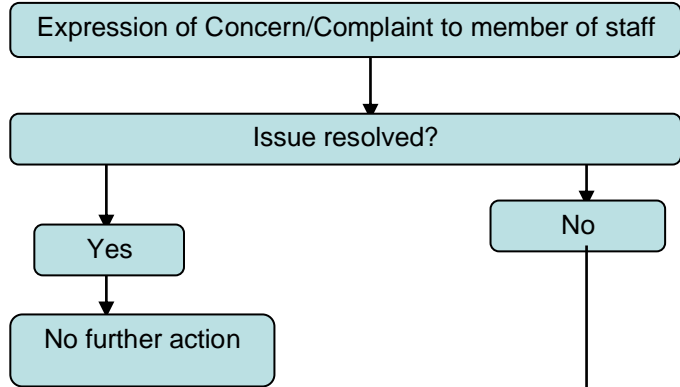 Expression of Concern/Complaint to member of staff
Issue resolved?
Yes
No
No further action